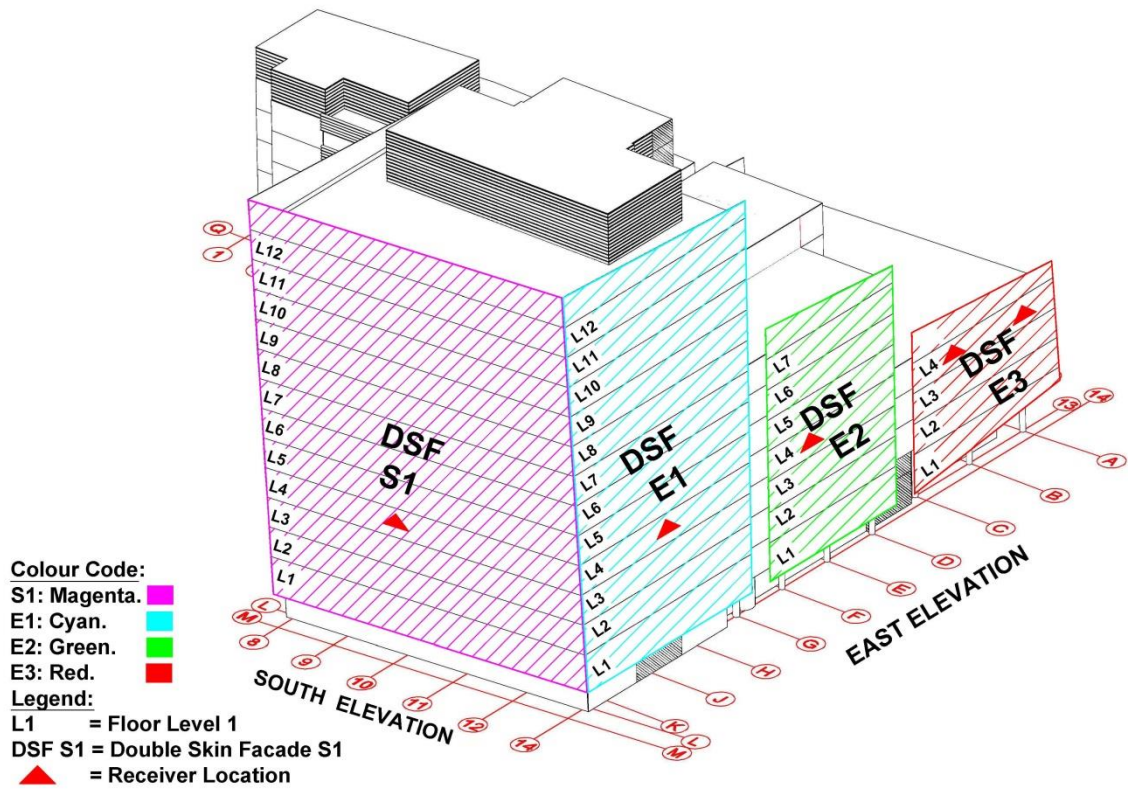 Q
1
L12
L11
L10
L9
L8
L7
L6
L5
L4
L3
L2
L1
DSF
S1
L12
L11
L10
L9
L8
L7
L6
L5
L4
L3
L2
L1
DSF
E1
L7
L6
L5
L4
L3
L2
L1
DSF
E2
L4
L3
L2
L1
DSF
E3
13
14
A
B
C
D
E
F
G
H
J
K
L
M
L
M
8
9
10
11
12
14
SOUTH ELEVATION
EAST ELEVATION
Colour Code:
S1: Magenta.
E1: Cyan.
E2: Green.
E3: Red.
Legend:
L1 = Floor Level 1
DSF S1 = Double Skin Facade S1
= Receiver Location